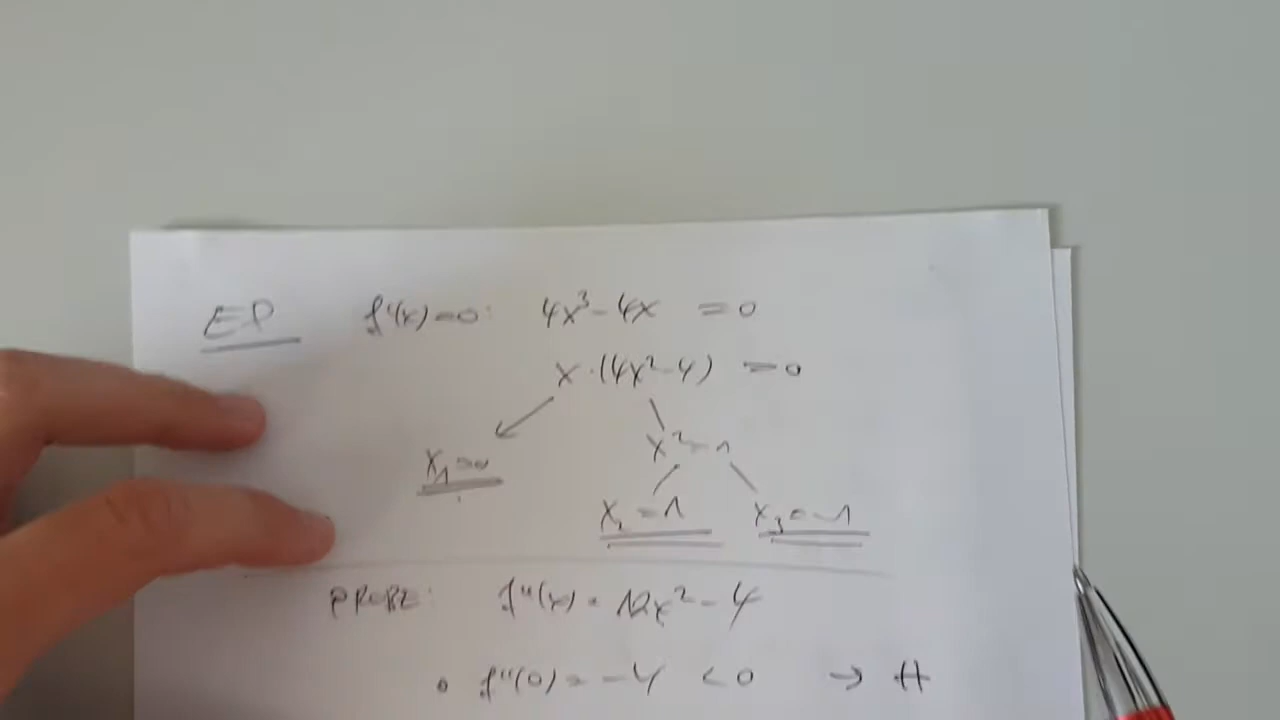 EP f'(x)=0: 4x³-4x =0
x·(4x²-4) =0
x²=1
x₁=0
x₂=1 x₃=-1
PROBE: f''(x)=12x²-4
• f''(0)=-4 <0 → H